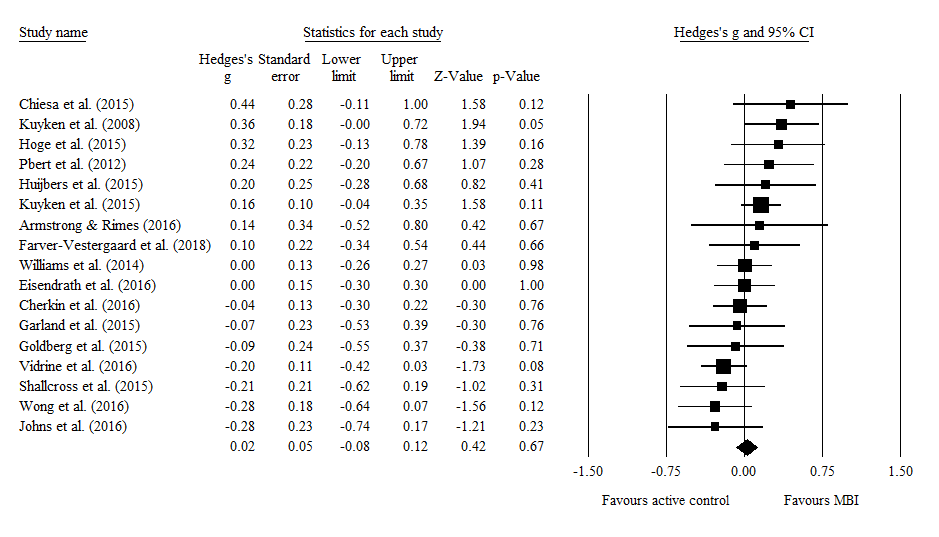 Study name Statistics for each study Hedges's g and 95% CI
Hedges's Standard Lower Upper
g error limit limit Z-Value p-Value
Chiesa et al. (2015) 0.44 0.28 -0.11 1.00 1.58 0.12
Kuyken et al. (2008) 0.36 0.18 -0.00 0.72 1.94 0.05
Hoge et al. (2015) 0.32 0.23 -0.13 0.78 1.39 0.16
Pbert et al. (2012) 0.24 0.22 -0.20 0.67 1.07 0.28
Huijbers et al. (2015) 0.20 0.25 -0.28 0.68 0.82 0.41
Kuyken et al. (2015) 0.16 0.10 -0.04 0.35 1.58 0.11
Armstrong & Rimes (2016) 0.14 0.34 -0.52 0.80 0.42 0.67
Farver-Vestergaard et al. (2018) 0.10 0.22 -0.34 0.54 0.44 0.66
Williams et al. (2014) 0.00 0.13 -0.26 0.27 0.03 0.98
Eisendrath et al. (2016) 0.00 0.15 -0.30 0.30 0.00 1.00
Cherkin et al. (2016) -0.04 0.13 -0.30 0.22 -0.30 0.76
Garland et al. (2015) -0.07 0.23 -0.53 0.39 -0.30 0.76
Goldberg et al. (2015) -0.09 0.24 -0.55 0.37 -0.38 0.71
Vidrine et al. (2016) -0.20 0.11 -0.42 0.03 -1.73 0.08
Shallcross et al. (2015) -0.21 0.21 -0.62 0.19 -1.02 0.31
Wong et al. (2016) -0.28 0.18 -0.64 0.07 -1.56 0.12
Johns et al. (2016) -0.28 0.23 -0.74 0.17 -1.21 0.23
0.02 0.05 -0.08 0.12 0.42 0.67
-1.50 -0.75 0.00 0.75 1.50
Favours active control Favours MBI